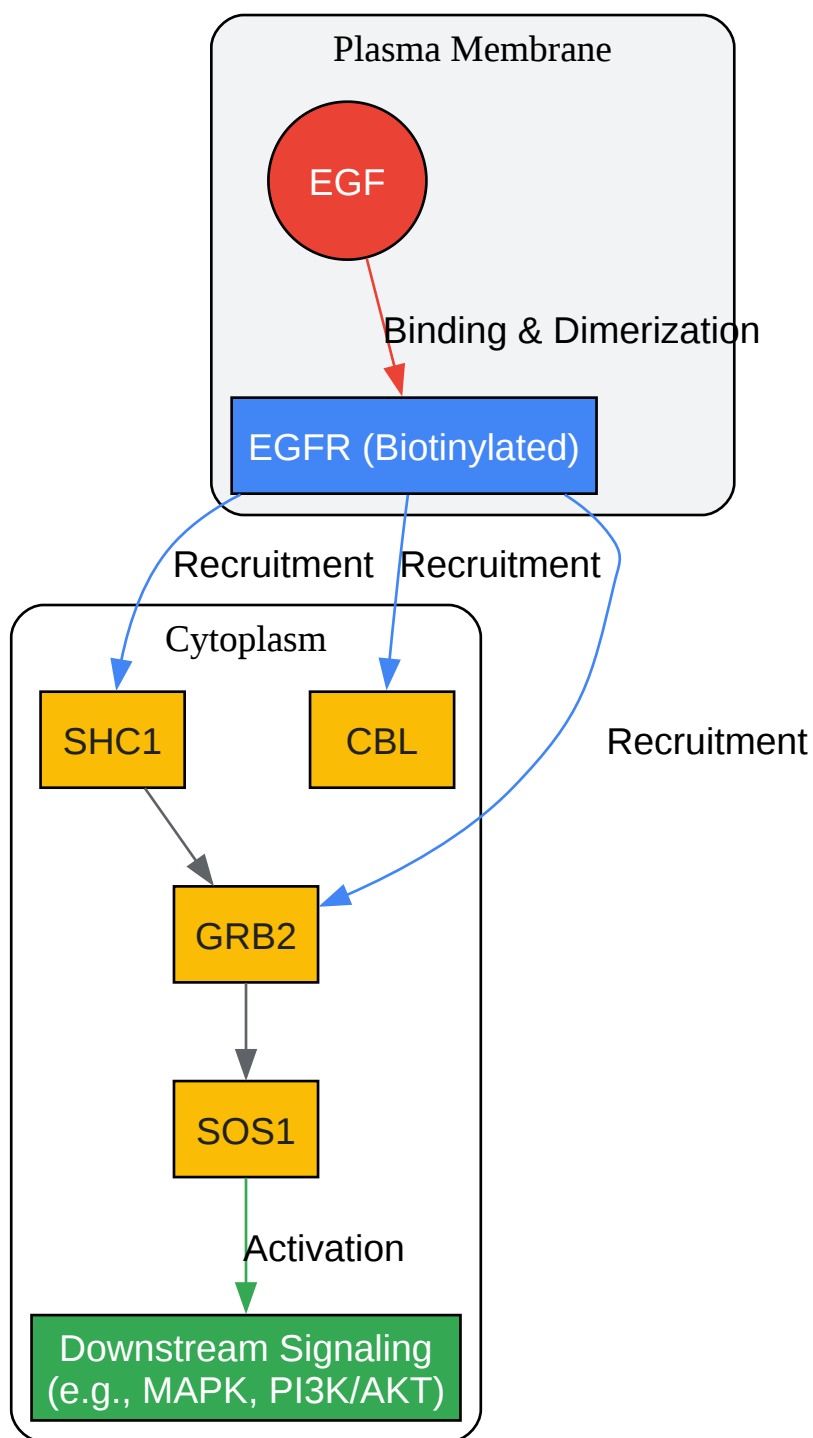 Plasma Membrane
EGF
Binding & Dimerization
EGFR (Biotinylated)
Recruitment
Recruitment
Cytoplasm
SHC1
CBL
Recruitment
GRB2
SOS1
Activation
Downstream Signaling
(e.g., MAPK, PI3K/AKT)